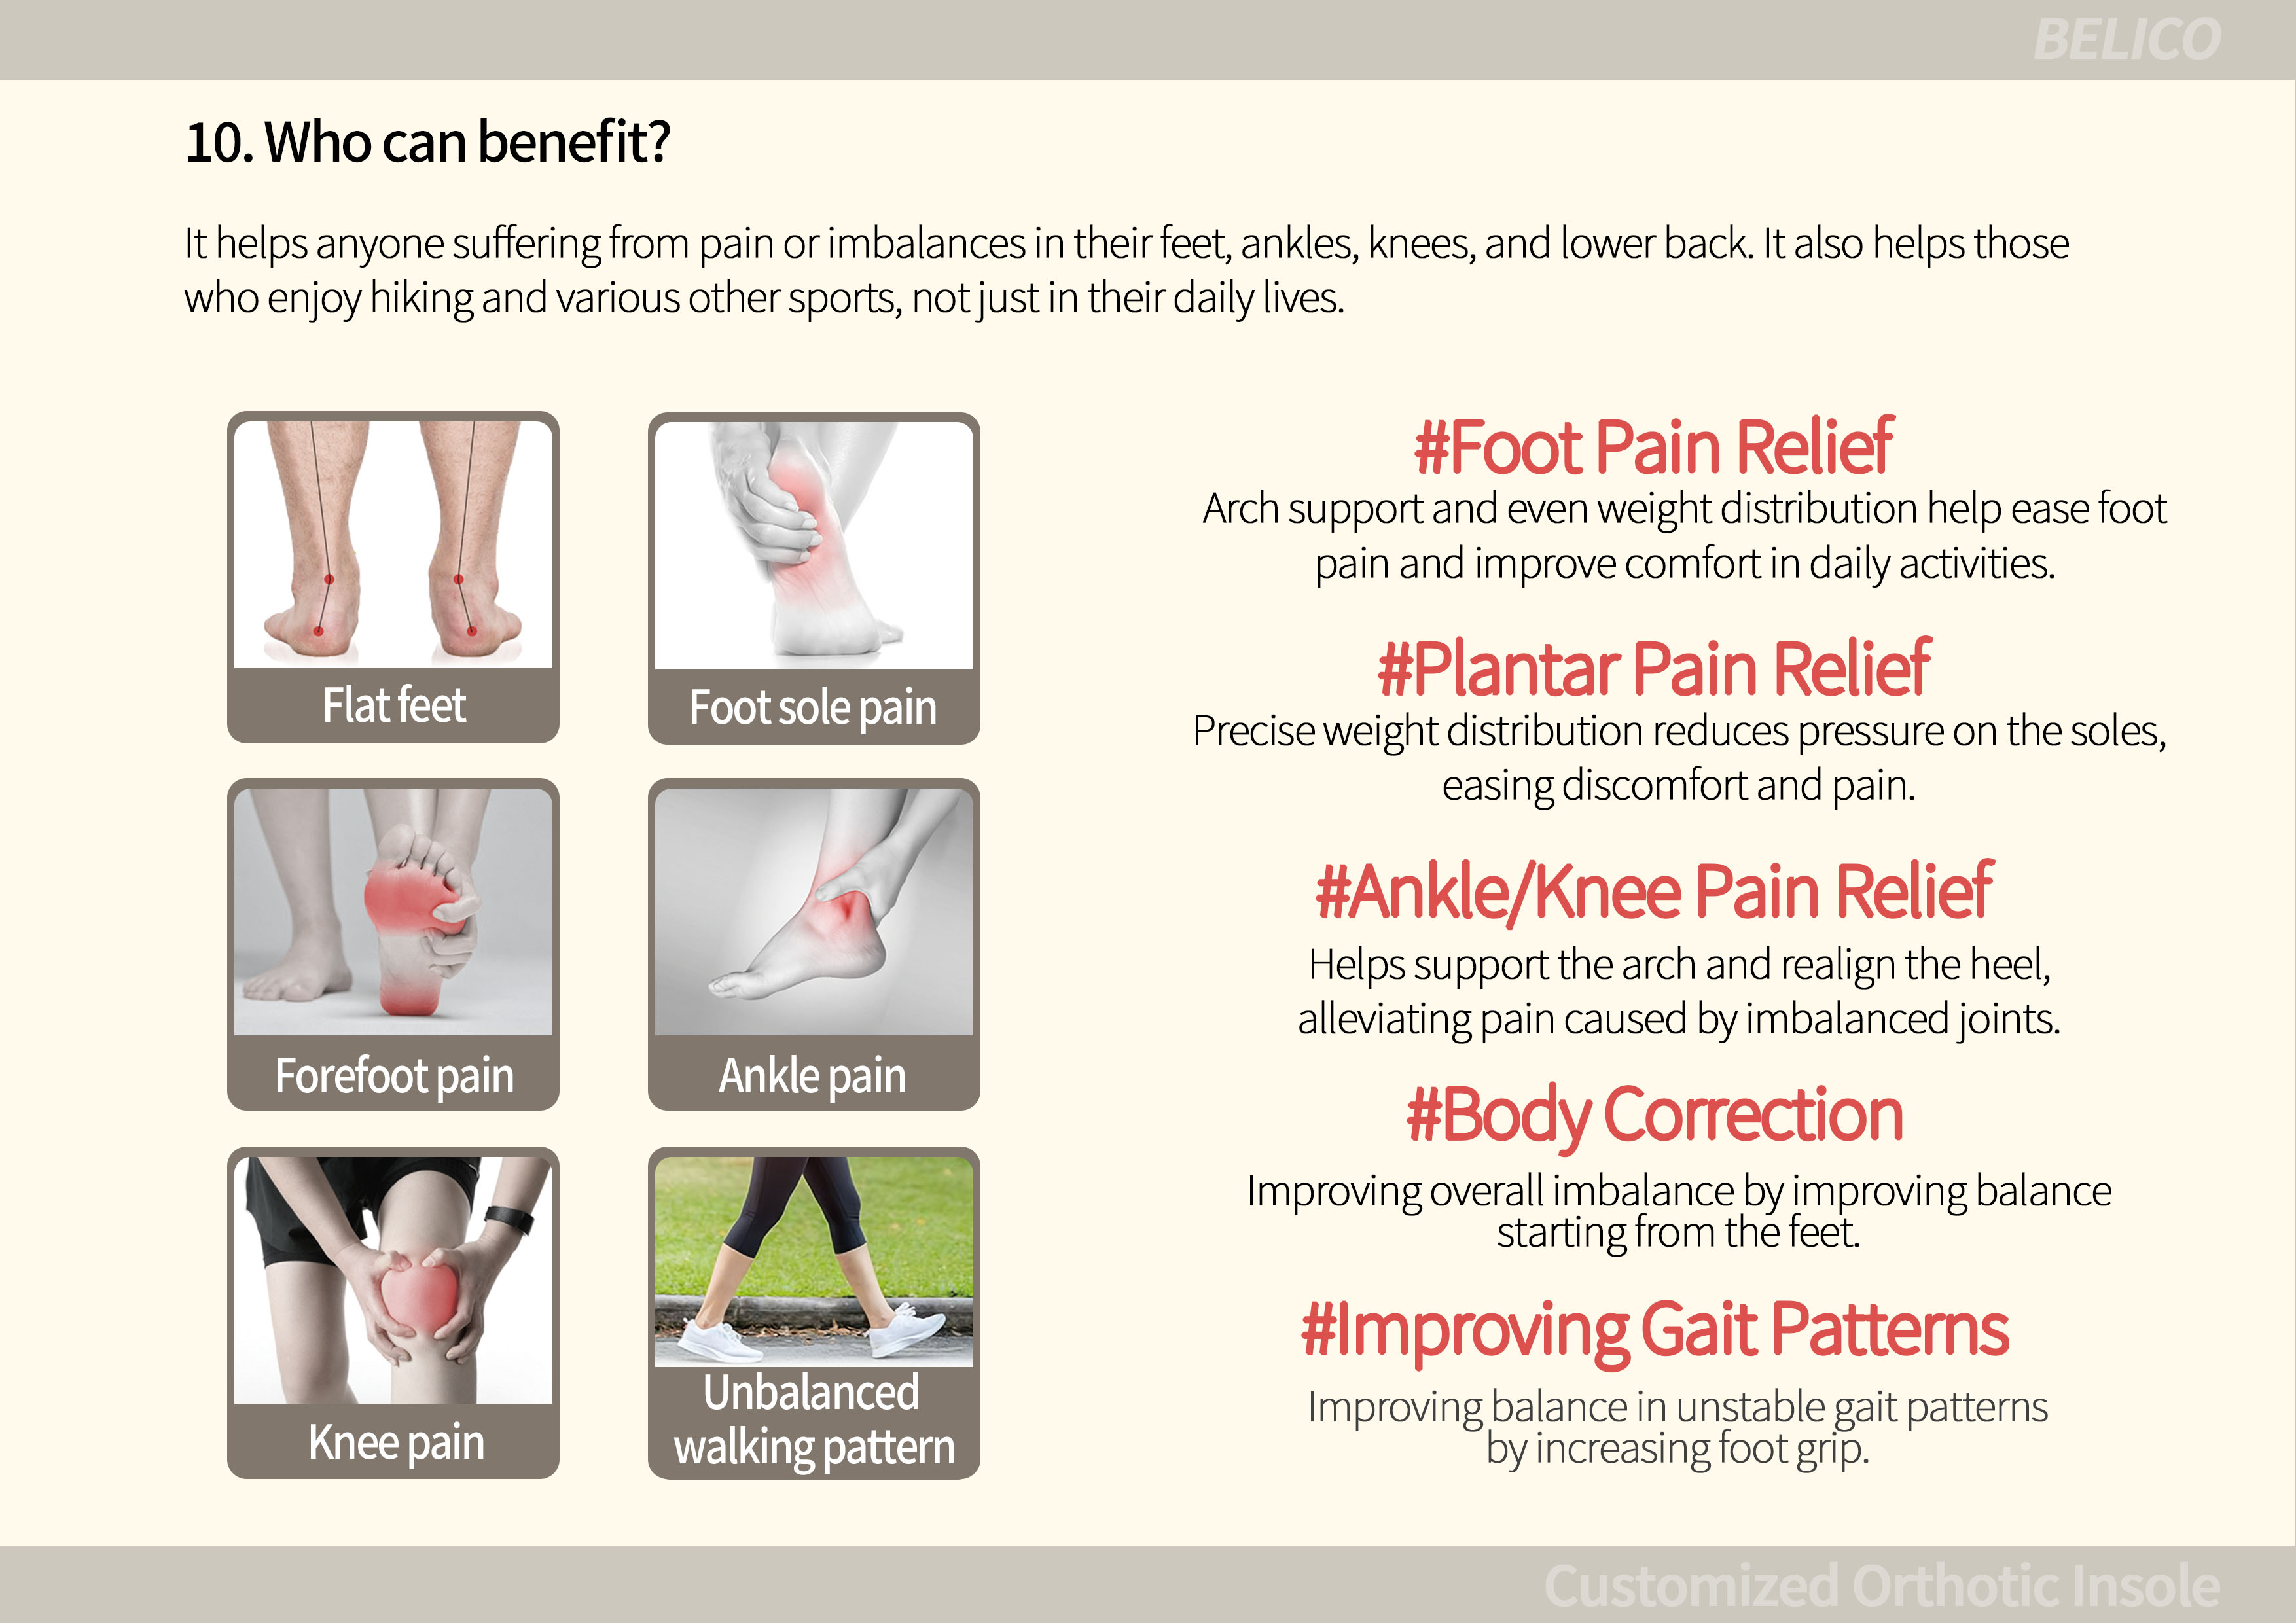 BELICO
10. Who can benefit?
It helps anyone suffering from pain or imbalances in their feet, ankles, knees, and lower back. It also helps those
who enjoy hiking and various other sports, not just in their daily lives.
Flat feet
Foot sole pain
Forefoot pain
Ankle pain
Knee pain
Unbalanced
walking pattern
#Foot Pain Relief
Arch support and even weight distribution help ease foot
pain and improve comfort in daily activities.
#Plantar Pain Relief
Precise weight distribution reduces pressure on the soles,
easing discomfort and pain.
#Ankle/Knee Pain Relief
Helps support the arch and realign the heel,
alleviating pain caused by imbalanced joints.
#Body Correction
Improving overall imbalance by improving balance
starting from the feet.
#Improving Gait Patterns
Improving balance in unstable gait patterns
by increasing foot grip.
Customized Orthotic Insole